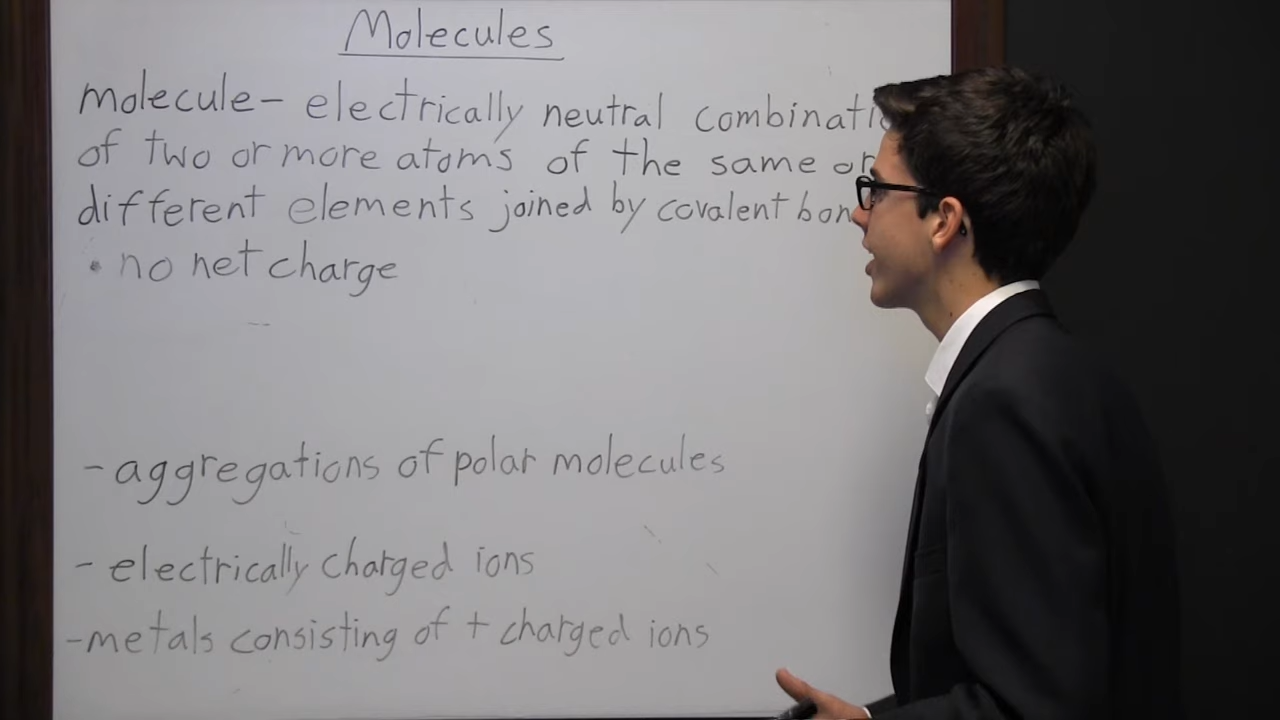 Molecules
molecule- electrically neutral combinati
of two or more atoms of the same or
different elements joined by covalent bon
• no net charge
- aggregations of polar molecules
- electrically charged ions
-metals consisting of + charged ions